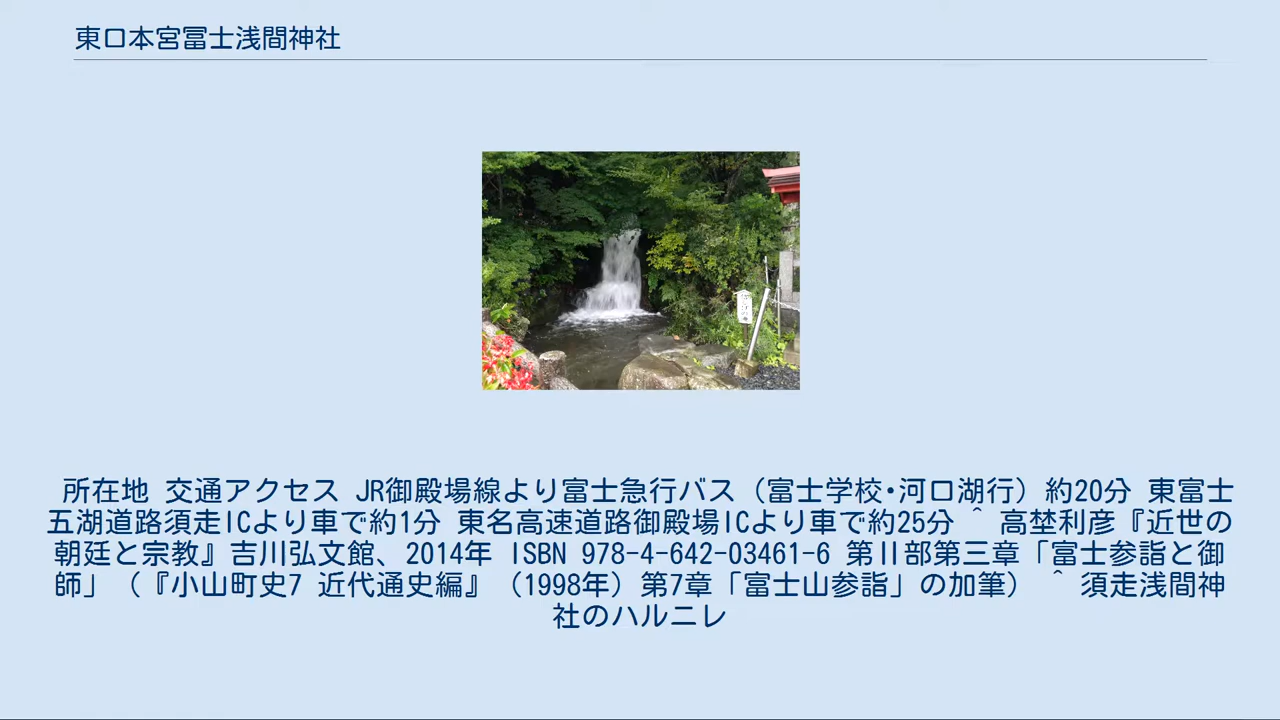 東口本宮冨士浅間神社
所在地 交通アクセス JR御殿場線より富士急行バス（富士学校・河口湖行）約20分 東富士
五湖道路須走ICより車で約1分 東名高速道路御殿場ICより車で約25分 ^ 高埜利彦『近世の
朝廷と宗教』吉川弘文館、2014年 ISBN 978-4-642-03461-6 第II部第三章「富士参詣と御
師」（『小山町史7 近代通史編』（1998年）第7章「富士山参詣」の加筆） ^ 須走浅間神
社のハルニレ